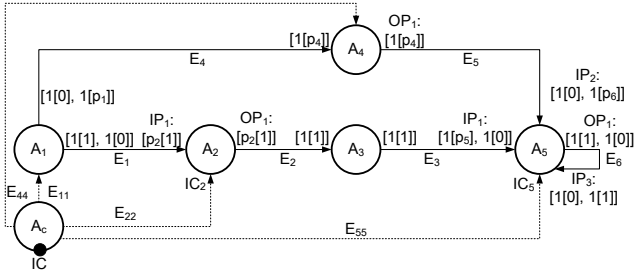 OP₁:
[1[p₄]] A₄ [1[p₄]]
E₄ E₅
[1[0], 1[p₁]] IP₁: OP₁: IP₁: IP₂:
[1[0], 1[p₆]]
OP₁:
A₁ [1[1], 1[0]] [p₂[1]] A₂ [p₂[1]] [1[1]] A₃ [1[1]] [1[p₅], 1[0]] A₅ [1[1], 1[0]]
E₁ E₂ E₃ E₆
IC₂ IC₅ IP₃:
[1[0], 1[1]]
E₄₄ E₁₁
A꜀ E₂₂
E₅₅
IC